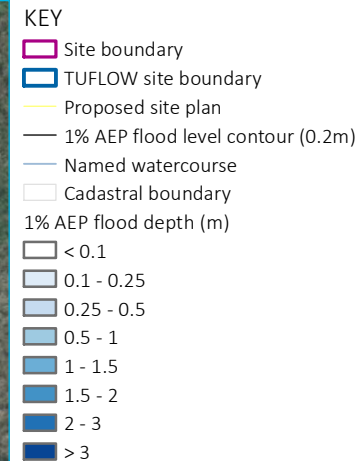 KEY
Site boundary
TUFLOW site boundary
Proposed site plan
1% AEP flood level contour (0.2m)
Named watercourse
Cadastral boundary
1% AEP flood depth (m)
< 0.1
0.1 - 0.25
0.25 - 0.5
0.5 - 1
1 - 1.5
1.5 - 2
2 - 3
> 3